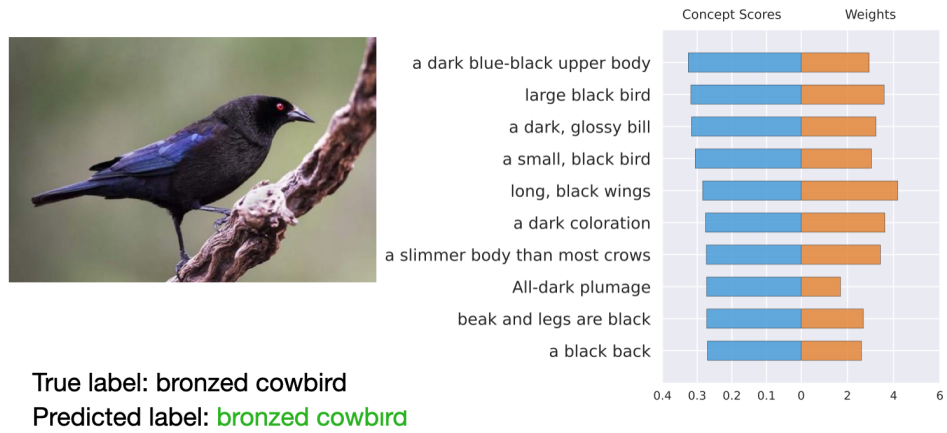 Concept Scores Weights
a dark blue-black upper body
large black bird
a dark, glossy bill
a small, black bird
long, black wings
a dark coloration
a slimmer body than most crows
All-dark plumage
beak and legs are black
a black back
0.4 0.3 0.2 0.1 0 2 4 6
True label: bronzed cowbird
Predicted label: bronzed cowbird